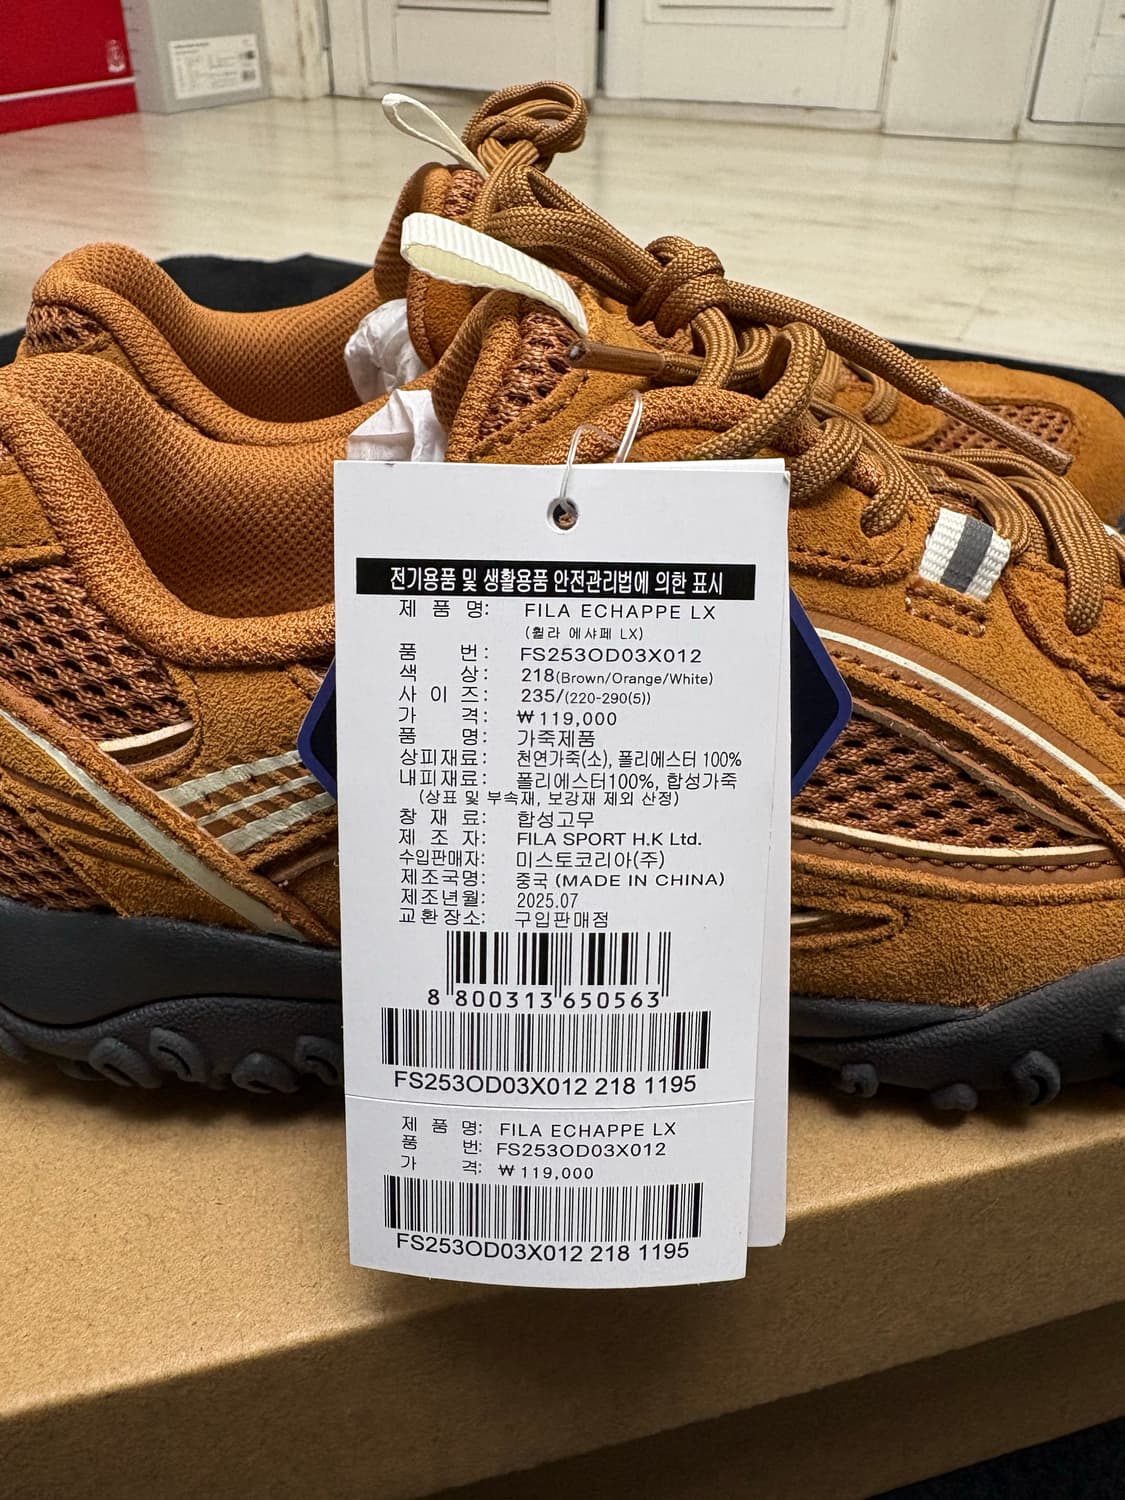 전기용품 및 생활용품 안전관리법에 의한 표시
제 품 명: FILA ECHAPPE LX
(휠라 에샤페 LX)
품 번: FS253OD03X012
색 상: 218(Brown/Orange/White)
사 이 즈: 235/(220-290(5))
가 격: ₩119,000
품 명: 가죽제품
상피재료: 천연가죽(소), 폴리에스터 100%
내피재료: 폴리에스터100%, 합성가죽
(상표 및 부속재, 보강재 제외 산정)
창 재 료: 합성고무
제 조 자: FILA SPORT H.K Ltd.
수입판매자: 미스토코리아(주)
제조국명: 중국 (MADE IN CHINA)
제조년월: 2025.07
교환장소: 구입판매점
8 800313 650563
FS253OD03X012 218 1195
제 품 명: FILA ECHAPPE LX
품 번: FS253OD03X012
가 격: ₩119,000
FS253OD03X012 218 1195